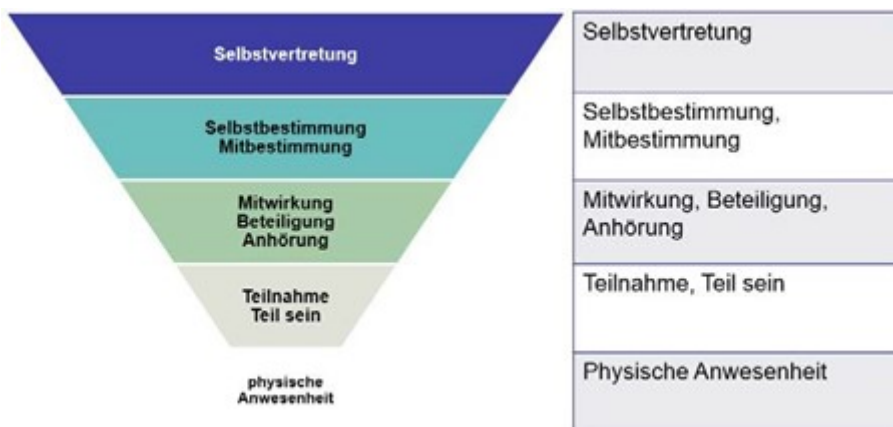 Selbstvertretung
Selbstbestimmung
Mitbestimmung
Mitwirkung
Beteiligung
Anhörung
Teilnahme
Teil sein
physische
Anwesenheit
Selbstvertretung
Selbstbestimmung,
Mitbestimmung
Mitwirkung, Beteiligung,
Anhörung
Teilnahme, Teil sein
Physische Anwesenheit